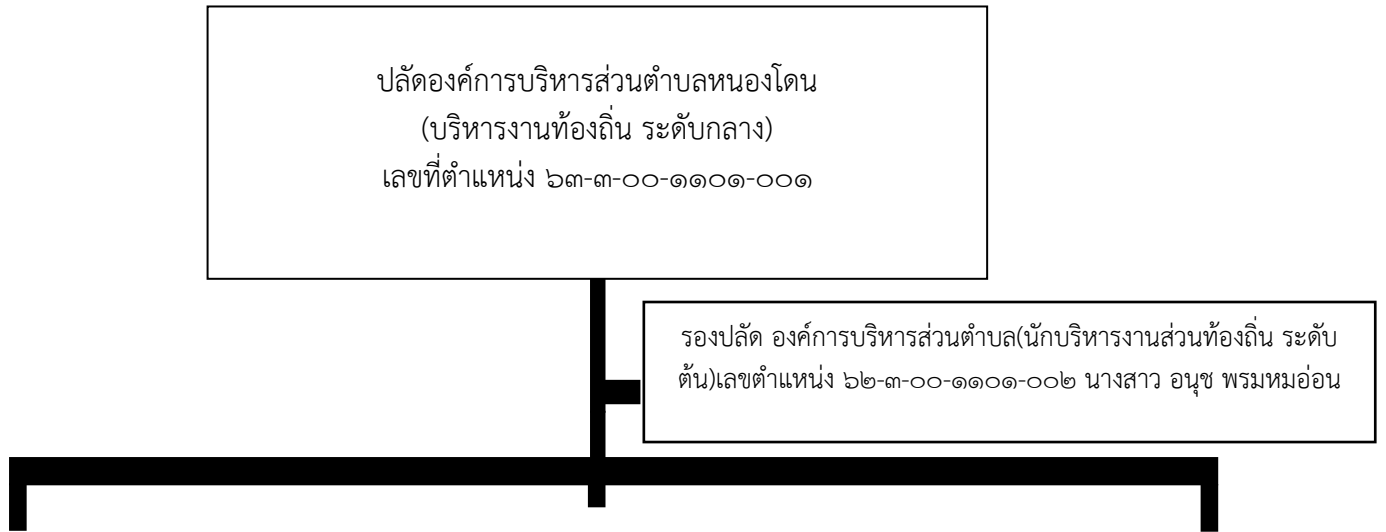 ปลัดองค์การบริหารส่วนตำบลหนองโดน
(บริหารงานท้องถิ่น ระดับกลาง)
เลขที่ตำแหน่ง ๖๓-๓-๐๐-๑๑๐๑-๐๐๑
รองปลัด องค์การบริหารส่วนตำบล(นักบริหารงานส่วนท้องถิ่น ระดับ
ต้น)เลขตำแหน่ง ๖๒-๓-๐๐-๑๑๐๑-๐๐๒ นางสาว อนุช พรมหมอ่อน